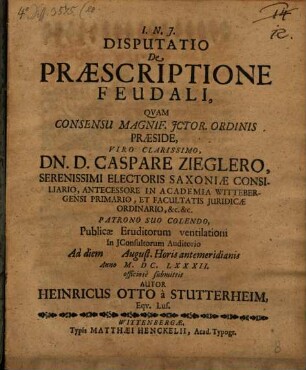 I. N. J.
DISPUTATIO
De
PRÆSCRIPTIONE
FEUDALI,
QVAM
CONSENSU MAGNIF. JCTOR. ORDINIS
PRÆSIDE,
VIRO CLARISSIMO,
DN. D. CASPARE ZIEGLERO,
SERENISSIMI ELECTORIS SAXONIÆ CONSI-
LIARIO, ANTECESSORE IN ACADEMIA WITTEBER-
GENSI PRIMARIO, ET FACULTATIS JURIDICÆ
ORDINARIO, &c. &c.
PATRONO SUO COLENDO,
Publicæ Eruditorum ventilationi
In JConsultorum Auditorio
Ad diem August. Horis antemeridianis
Anno M. DC. LXXXII.
officiosè submittit
AUTOR
HEINRICUS OTTO à STUTTERHEIM,
Eqv. Lus.
WITTENBERGÆ,
Typis MATTHÆI HENCKELII, Acad. Typogr.